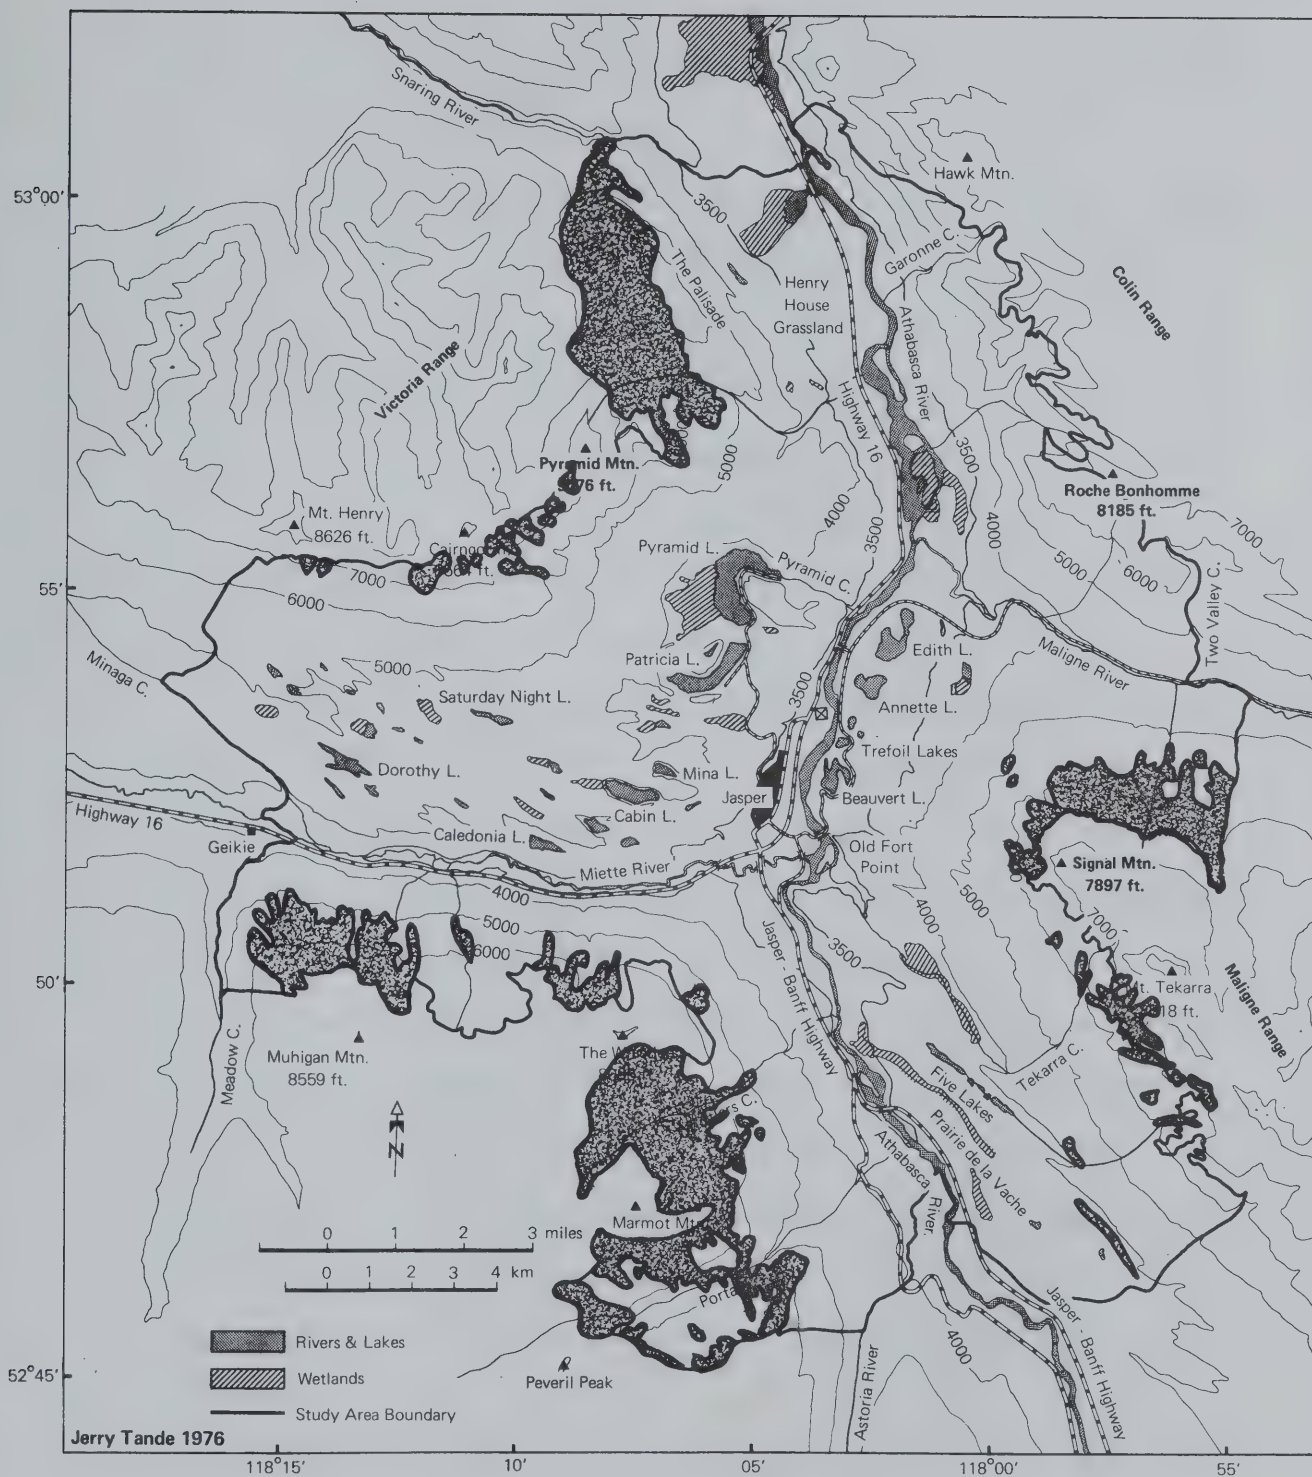 Snaring River
Hawk Mtn.
53°00'
3500
The Palisade
Garonne C.
Colin Range
Henry
House
Grassland
Athabasca River
Victoria Range
Highway 16
5000
3500
Pyramid Mtn.
Roche Bonhomme
8185 ft.
4000
3500
4000
7000
Mt. Henry
8626 ft.
Pyramid L.
Pyramid C.
5000
6000
7000
6000
55'
Two Valley C.
Minaga C.
5000
Patricia L.
Edith L.
Maligne River
Saturday Night L.
3500
Annette L.
Trefoil Lakes
Dorothy L.
Mina L.
Jasper
Beauvert L.
Highway 16
Cabin L.
Geikie
Caledonia L.
Old Fort
Point
Signal Mtn.
7897 ft.
Miette River
4000
5000
6000
4000
5000
7000
Jasper - Banff Highway
3500
50'
Tekarra
18 ft.
Maligne Range
Meadow C.
Muhigan Mtn.
8559 ft.
The
Tekarra C.
Five Lakes
Prairie de la Vache
Athabasca
River.
N
Marmot
0 1 2 3 miles
0 1 2 3 4 km
Jasper - Banff Highway
4000
Rivers & Lakes
Wetlands
Study Area Boundary
52°45'
Peveril Peak
Astoria River
Jerry Tande 1976
118°15' 10' 05' 118°00' 55'